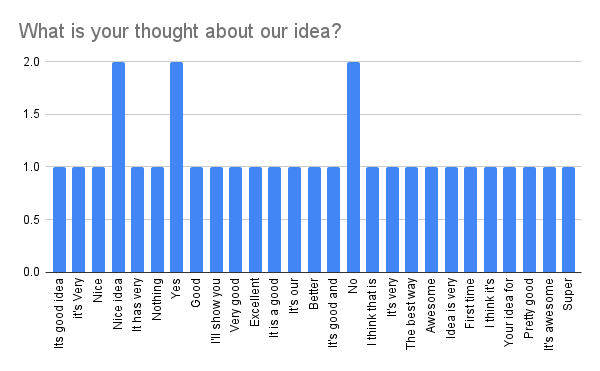 What is your thought about our idea?
2.0
1.5
1.0
0.5
0.0
Its good idea
it's Very
Nice
Nice idea
It has very
Nothing
Yes
Good
I'll show you
Very good
Excellent
It is a good
It's our
Better
It's good and
No
I think that is
It's very
The best way
Awesome
Idea is very
First time
I think it's
Your idea for
Pretty good
It's awesome
Super